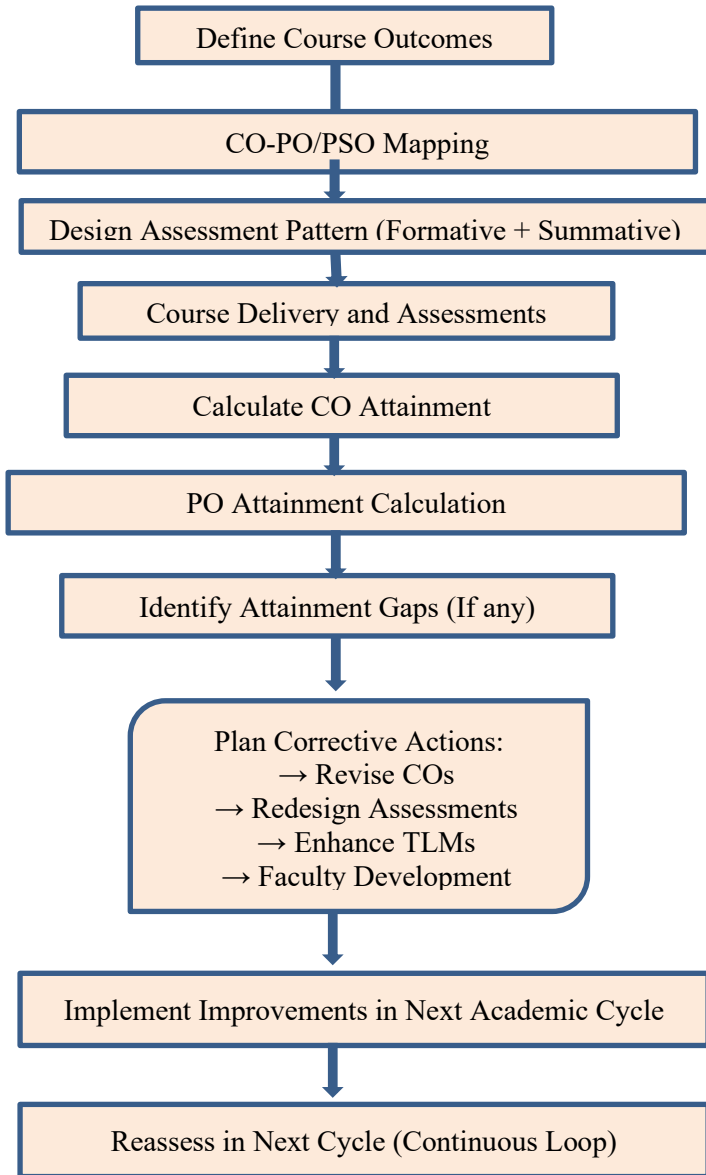 Define Course Outcomes
CO-PO/PSO Mapping
Design Assessment Pattern (Formative + Summative)
Course Delivery and Assessments
Calculate CO Attainment
PO Attainment Calculation
Identify Attainment Gaps (If any)
Plan Corrective Actions:
→ Revise COs
→ Redesign Assessments
→ Enhance TLMs
→ Faculty Development
Implement Improvements in Next Academic Cycle
Reassess in Next Cycle (Continuous Loop)